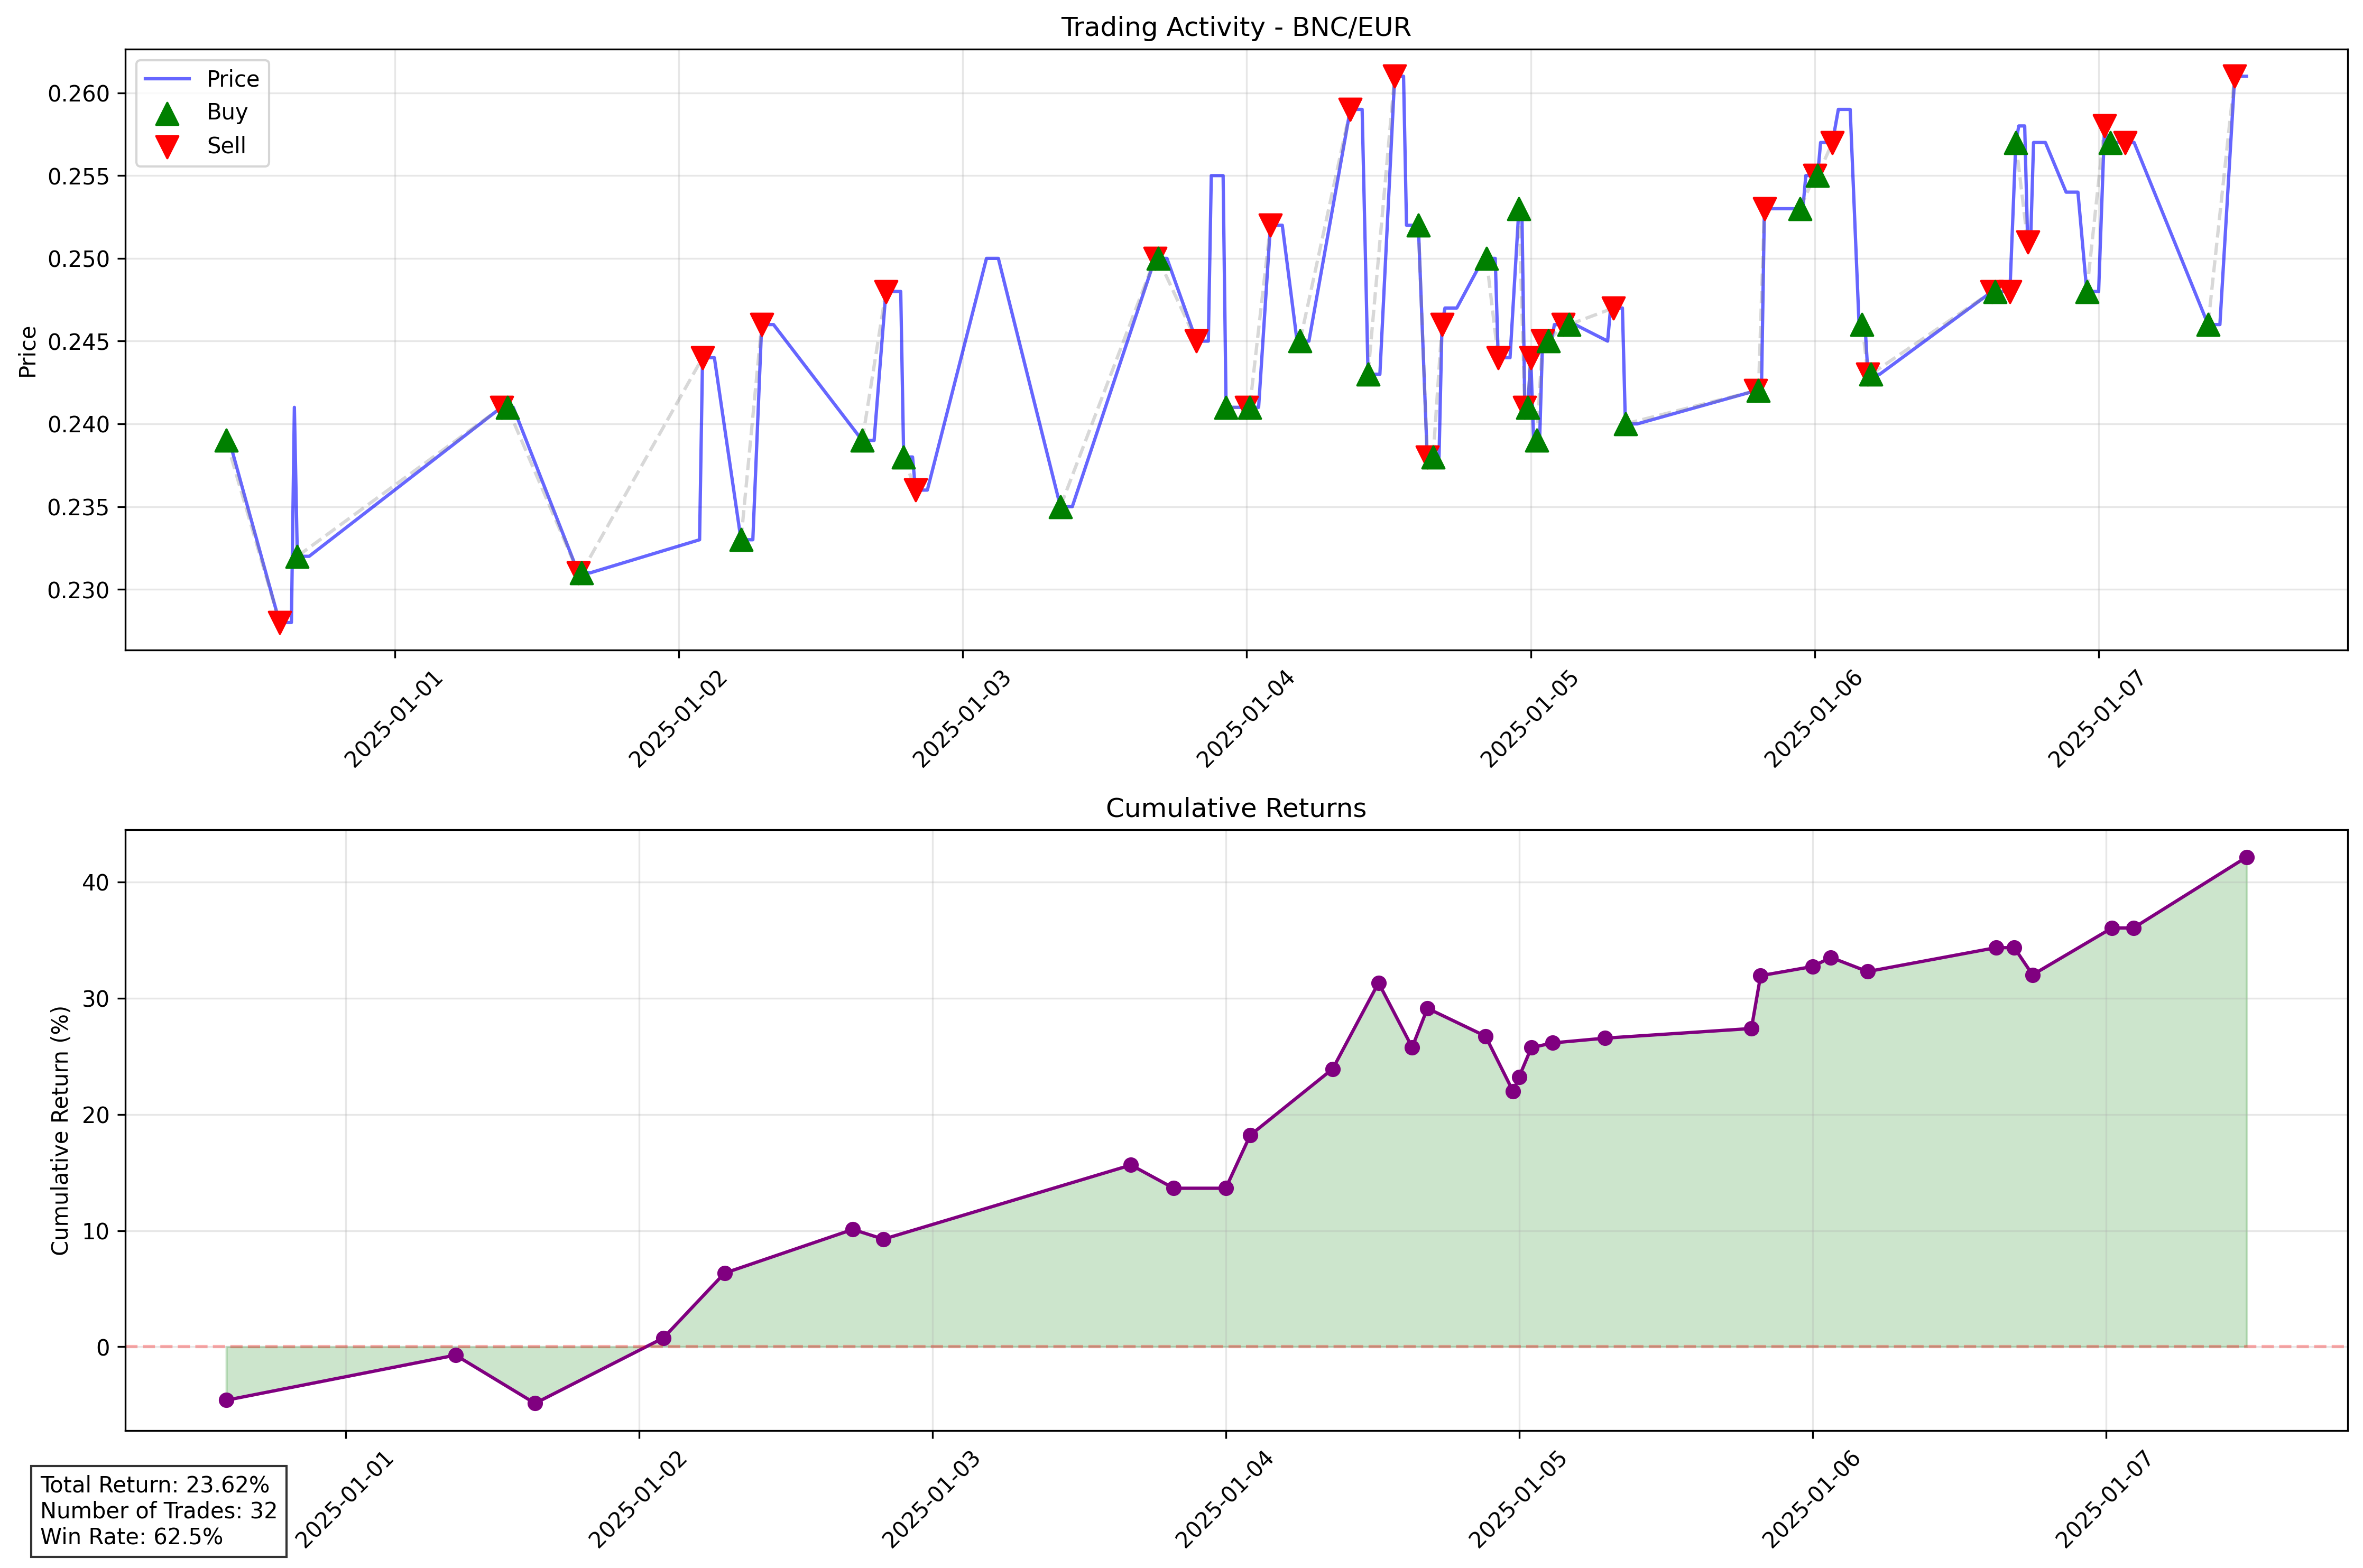 Trading Activity - BNC/EUR
Price
Buy
Sell
Price
0.260
0.255
0.250
0.245
0.240
0.235
0.230
2025-01-01
2025-01-02
2025-01-03
2025-01-04
2025-01-05
2025-01-06
2025-01-07
Cumulative Returns
Cumulative Return (%)
40
30
20
10
0
2025-01-01
2025-01-02
2025-01-03
2025-01-04
2025-01-05
2025-01-06
2025-01-07
Total Return: 23.62%
Number of Trades: 32
Win Rate: 62.5%